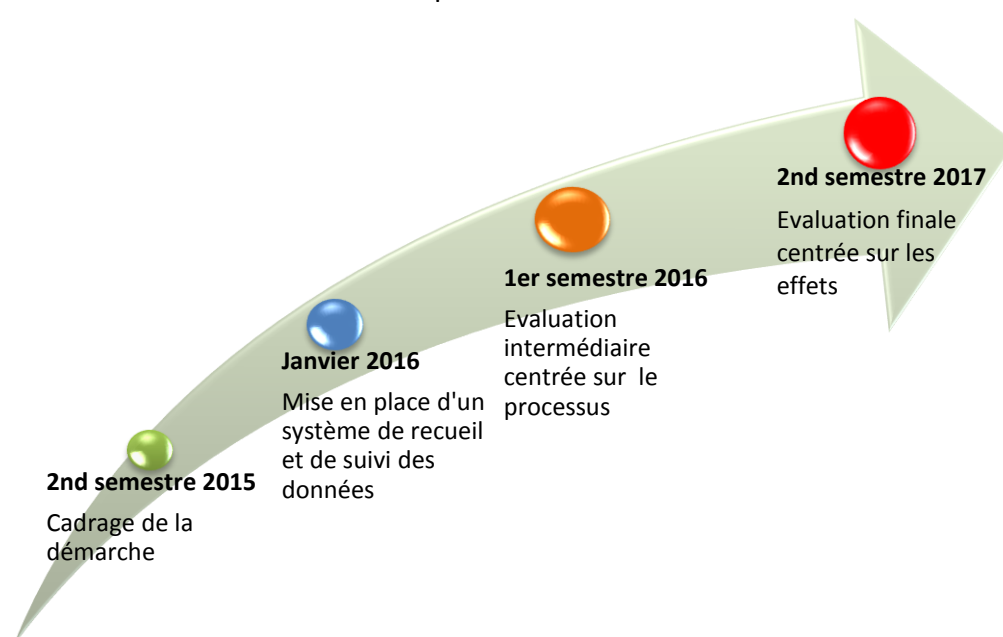 2nd semestre 2015
Cadrage de la
démarche
Janvier 2016
Mise en place d'un
système de recueil
et de suivi des
données
1er semestre 2016
Evaluation
intermédiaire
centrée sur le
processus
2nd semestre 2017
Evaluation finale
centrée sur les
effets